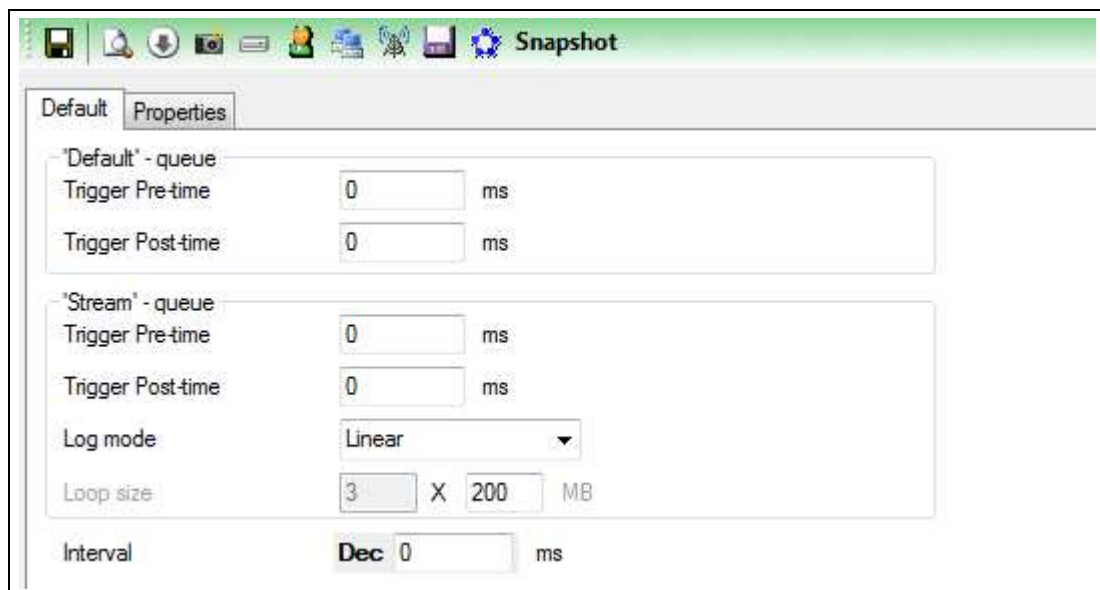 Snapshot
Default Properties
"Default" - queue
Trigger Pre-time 0 ms
Trigger Post-time 0 ms
"Stream" - queue
Trigger Pre-time 0 ms
Trigger Post-time 0 ms
Log mode Linear
Loop size 3 X 200 MB
Interval Dec 0 ms